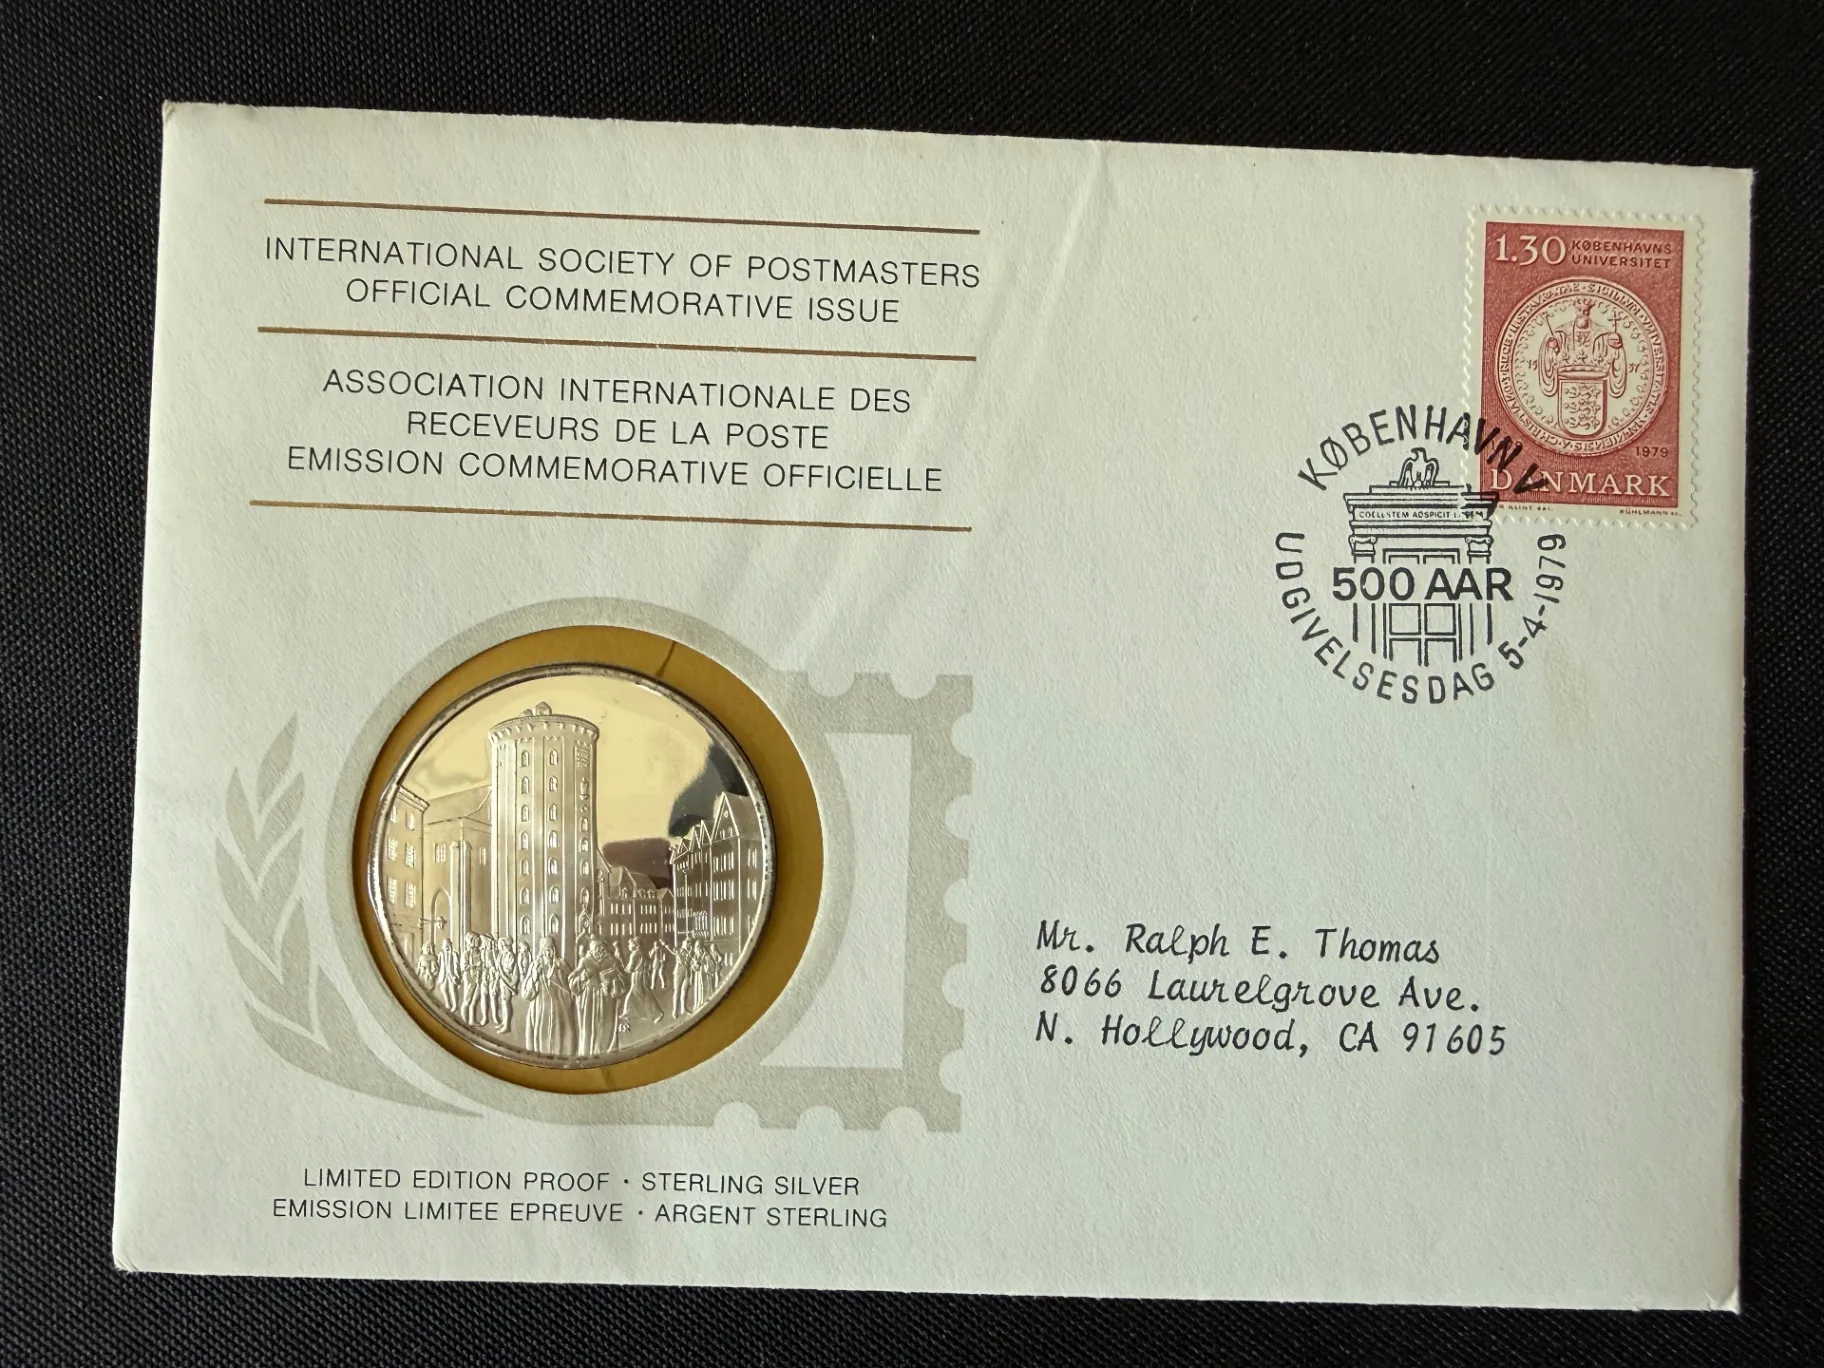 INTERNATIONAL SOCIETY OF POSTMASTERS
OFFICIAL COMMEMORATIVE ISSUE
ASSOCIATION INTERNATIONALE DES
RECEVEURS DE LA POSTE
EMISSION COMMEMORATIVE OFFICIELLE
1.30 KØBENHAVNS
UNIVERSITET
1979
DANMARK
KØBENHAVN V
COELESTEM ADSPICIT
500 AAR
UDGIVELSESDAG 5-4-1979
Mr. Ralph E. Thomas
8066 Laurelgrove Ave.
N. Hollywood, CA 91605
LIMITED EDITION PROOF • STERLING SILVER
EMISSION LIMITEE EPREUVE • ARGENT STERLING